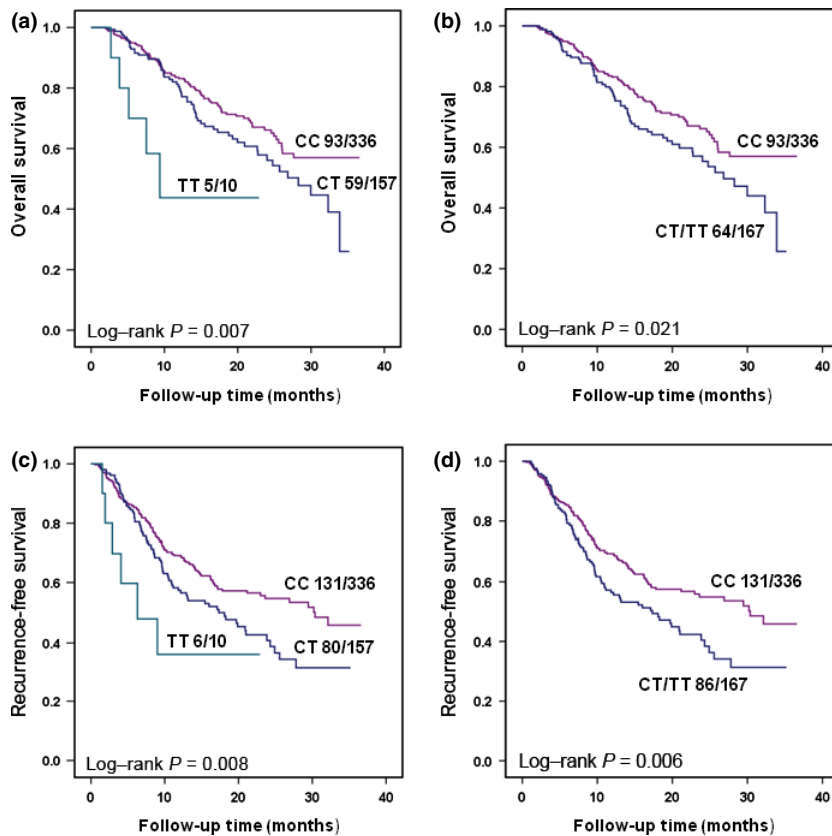 (a)
Overall survival
1.0
0.8
0.6
0.4
0.2
0.0
CC 93/336
CT 59/157
TT 5/10
Log–rank P = 0.007
0 10 20 30 40
Follow-up time (months)
(b)
Overall survival
1.0
0.8
0.6
0.4
0.2
0.0
CC 93/336
CT/TT 64/167
Log–rank P = 0.021
0 10 20 30 40
Follow-up time (months)
(c)
Recurrence-free survival
1.0
0.8
0.6
0.4
0.2
0.0
CC 131/336
CT 80/157
TT 6/10
Log–rank P = 0.008
0 10 20 30 40
Follow-up time (months)
(d)
Recurrence-free survival
1.0
0.8
0.6
0.4
0.2
0.0
CC 131/336
CT/TT 86/167
Log–rank P = 0.006
0 10 20 30 40
Follow-up time (months)